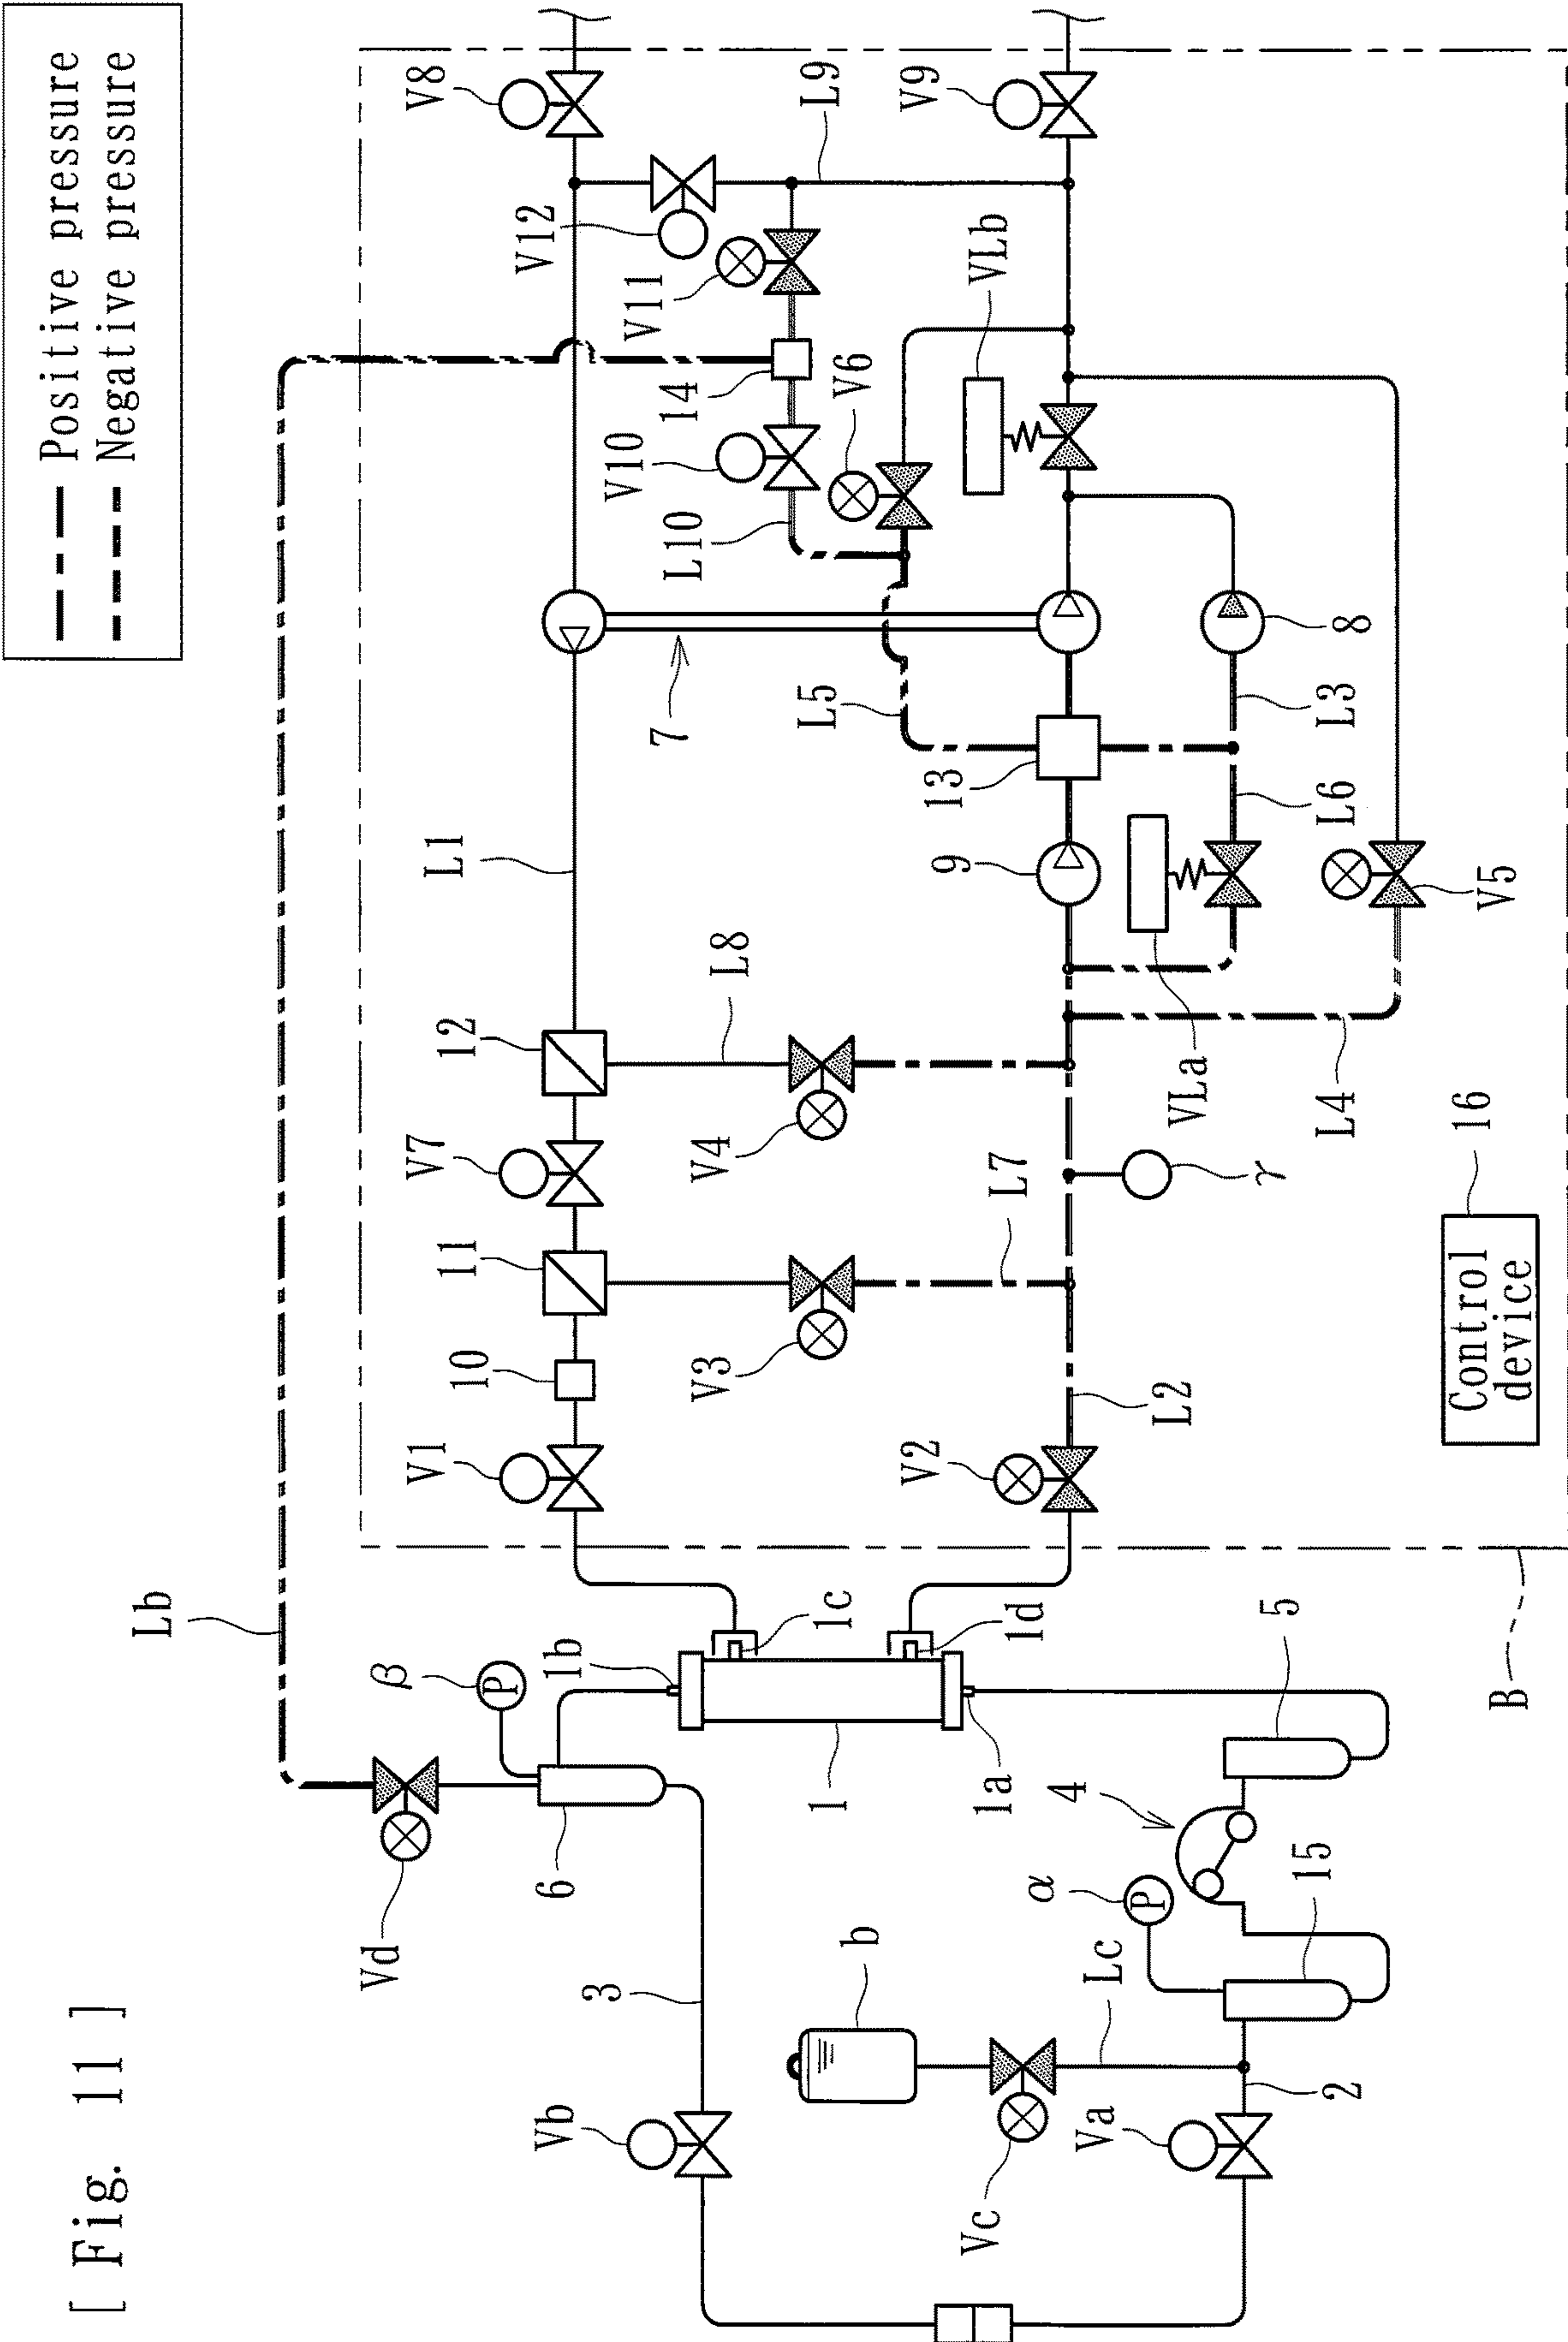 [ Fig. 11 ]
Positive pressure
Negative pressure
Lb
V8
V12
L9
V9
V11
VLb
14
V6
V10
L10
7
L5
8
L3
13
L6
L1
9
V5
L8
12
VLa
V4
L4
V7
L7
γ
16
Control
device
11
10
V3
L2
V1
V2
B
1c
1d
1b
β
P
5
1
1a
4
6
Vd
α
P
15
b
Lc
3
2
Vb
Va
Vc